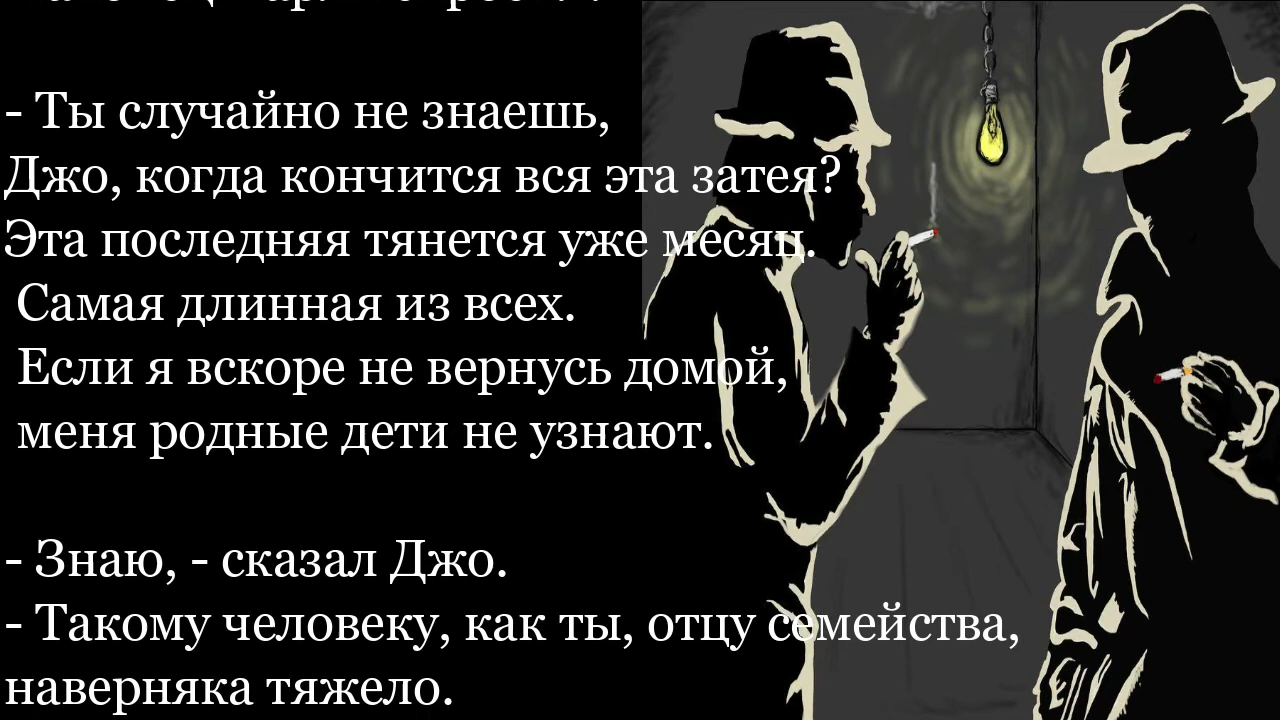 - Ты случайно не знаешь,
Джо, когда кончится вся эта затея?
Эта последняя тянется уже месяц.
Самая длинная из всех.
Если я вскоре не вернусь домой,
меня родные дети не узнают.
- Знаю, - сказал Джо.
- Такому человеку, как ты, отцу семейства,
наверняка тяжело.